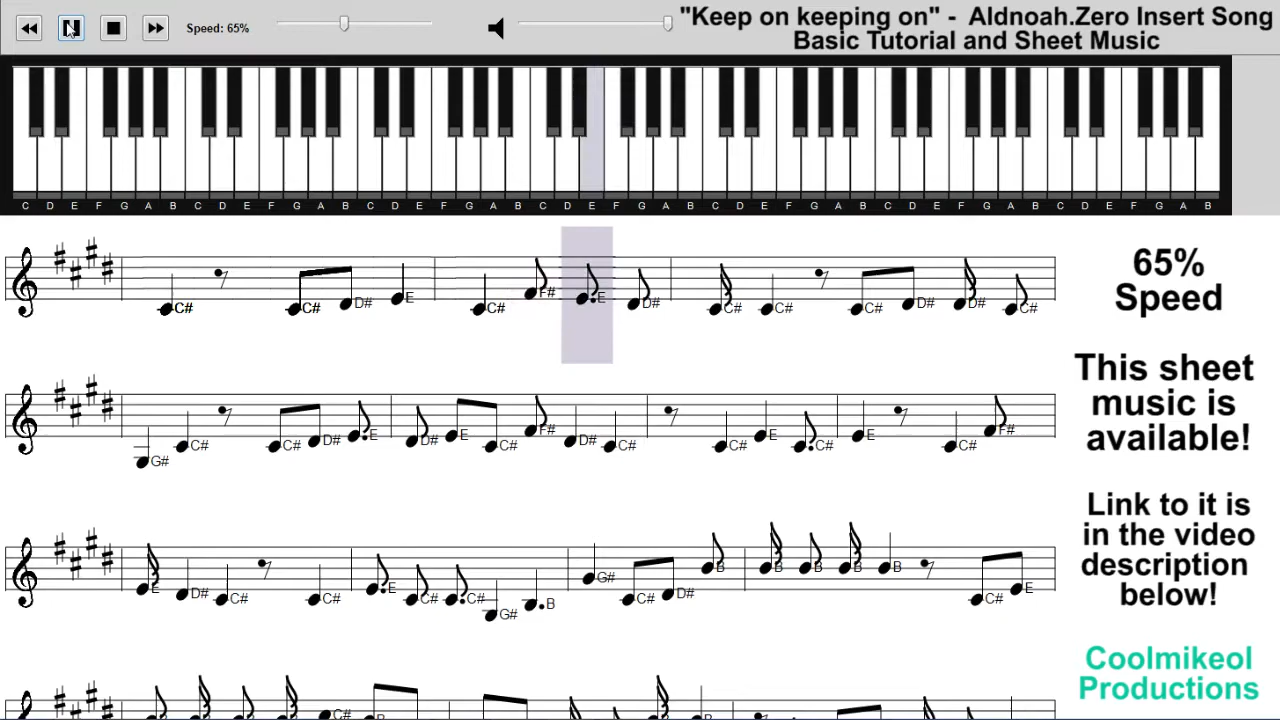 Speed: 65%
"Keep on keeping on" - Aldnoah.Zero Insert Song
Basic Tutorial and Sheet Music
C D E F G A B C D E F G A B C D E F G A B C D E F G A B C D E F G A B C D E F G A B C D E F G A B
C# C# D# E C# F# E D# C# C# C# D# D# C#
65%
Speed
G# C# C# D# E D# E C# F# D# C# C# E C# E C# F#
This sheet
music is
available!
E D# C# C# E C# C# G# B G# C# D# B B B B B C# E
Link to it is
in the video
description
below!
C#
Coolmikeol
Productions